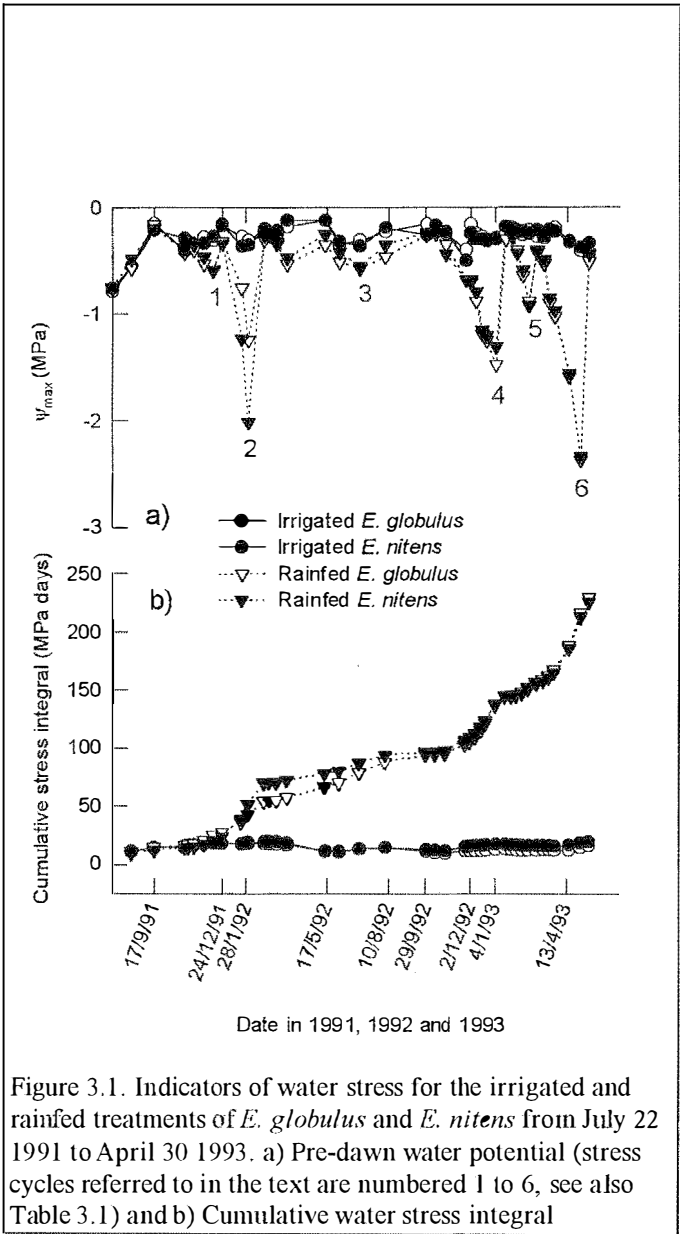 0
-1
-2
-3
ψmax (MPa)
1
2
3
4
5
6
a)
Irrigated E. globulus
Irrigated E. nitens
Rainfed E. globulus
Rainfed E. nitens
b)
250
200
150
100
50
0
Cumulative stress integral (MPa days)
17/9/91
24/12/91
28/1/92
17/5/92
10/8/92
29/9/92
2/12/92
4/1/93
13/4/93
Date in 1991, 1992 and 1993
Figure 3.1. Indicators of water stress for the irrigated and
rainfed treatments of E. globulus and E. nitens from July 22
1991 to April 30 1993. a) Pre-dawn water potential (stress
cycles referred to in the text are numbered 1 to 6, see also
Table 3.1) and b) Cumulative water stress integral